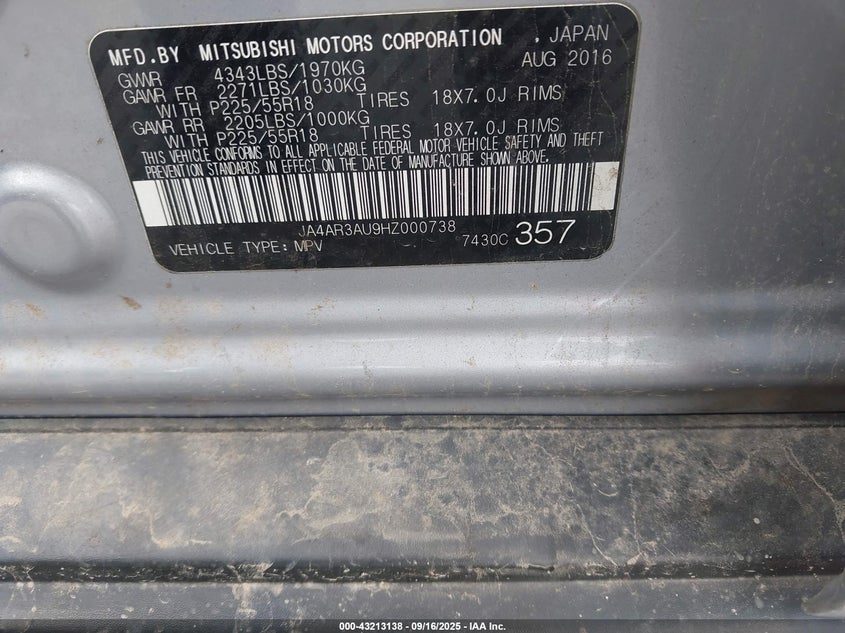 MFD.BY MITSUBISHI MOTORS CORPORATION . JAPAN
GVWR 4343LBS/1970KG AUG 2016
GAWR FR 2271LBS/1030KG
WITH P225/55R18 TIRES 18X7.0J RIMS
GAWR RR 2205LBS/1000KG
WITH P225/55R18 TIRES 18X7.0J RIMS
THIS VEHICLE CONFORMS TO ALL APPLICABLE FEDERAL MOTOR VEHICLE SAFETY AND THEFT
PREVENTION STANDARDS IN EFFECT ON THE DATE OF MANUFACTURE SHOWN ABOVE.
JA4AR3AU9HZ000738
VEHICLE TYPE: MPV 7430C 357
000-43213138 - 09/16/2025 - IAA Inc.